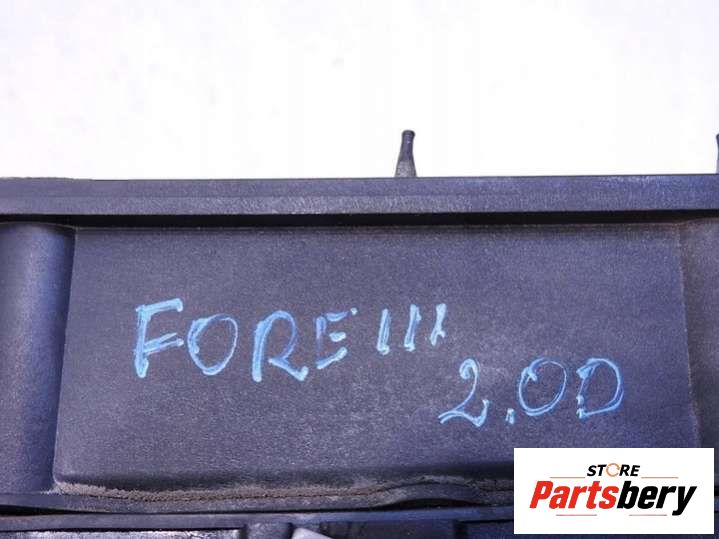 FORE III
2.0D
STORE
Partsbery